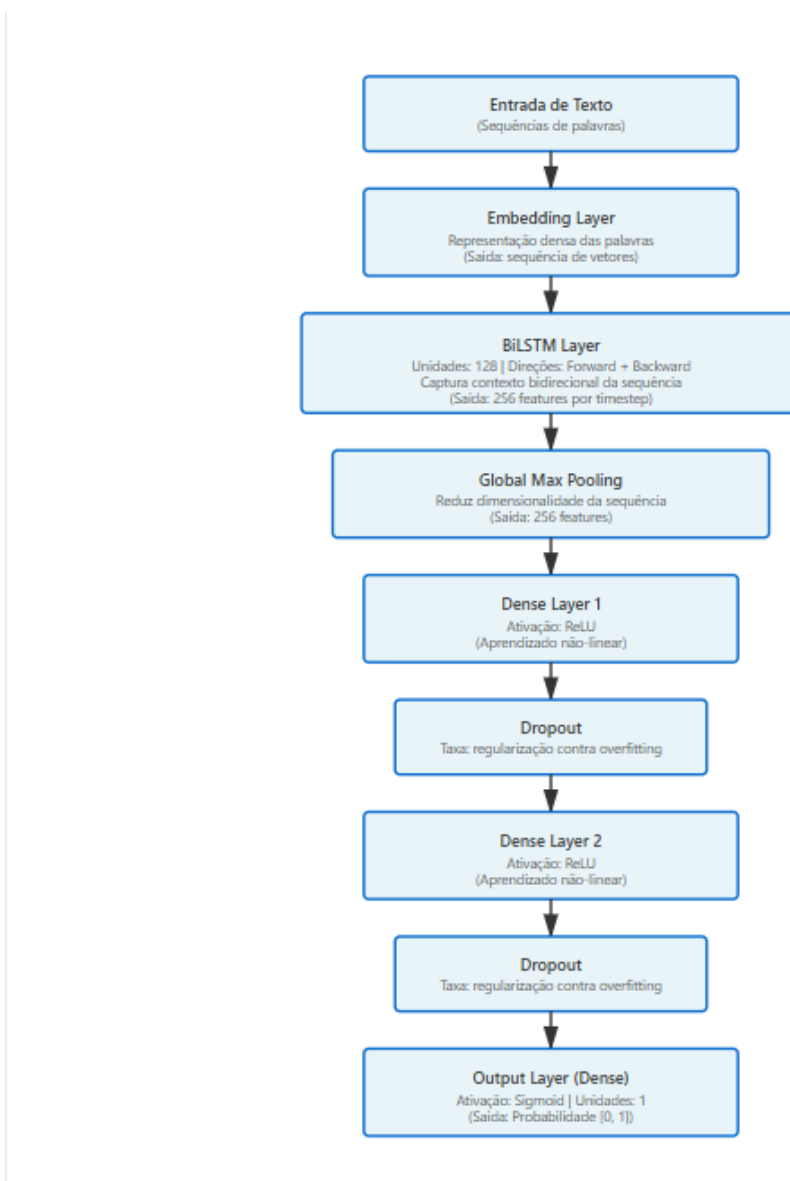 Entrada de Texto
(Sequências de palavras)
Embedding Layer
Representação densa das palavras
(Saída: sequência de vetores)
BiLSTM Layer
Unidades: 128 | Direções: Forward + Backward
Captura contexto bidirecional da sequência
(Saída: 256 features por timestep)
Global Max Pooling
Reduz dimensionalidade da sequência
(Saída: 256 features)
Dense Layer 1
Ativação: ReLU
(Aprendizado não-linear)
Dropout
Taxa: regularização contra overfitting
Dense Layer 2
Ativação: ReLU
(Aprendizado não-linear)
Dropout
Taxa: regularização contra overfitting
Output Layer (Dense)
Ativação: Sigmoid | Unidades: 1
(Saída: Probabilidade [0, 1])